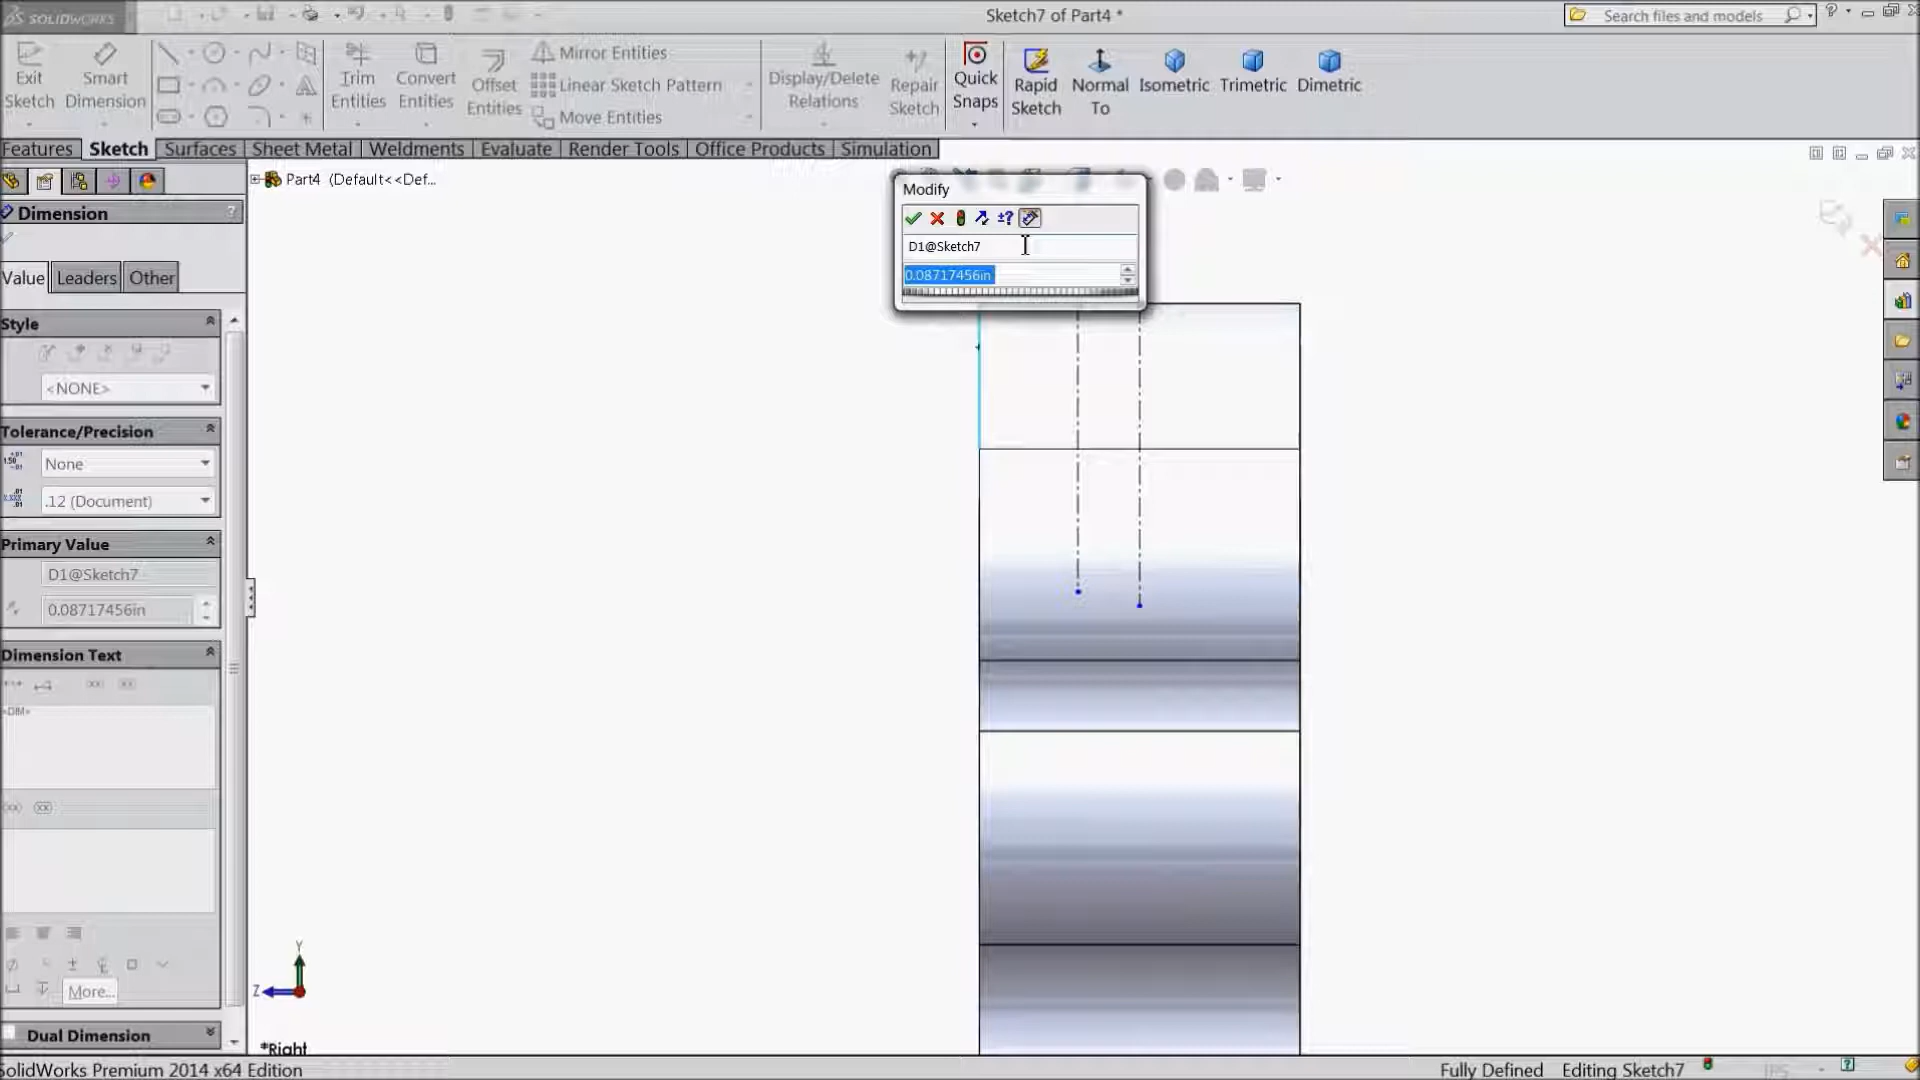 SOLIDWORKS
Sketch7 of Part4 *
Search files and models
Exit Sketch
Smart Dimension
Trim Entities
Convert Entities
Offset Entities
Mirror Entities
Linear Sketch Pattern
Move Entities
Display/Delete Relations
Repair Sketch
Quick Snaps
Rapid Sketch
Normal To
Isometric
Trimetric
Dimetric
Features
Sketch
Surfaces
Sheet Metal
Weldments
Evaluate
Render Tools
Office Products
Simulation
Part4 (Default<<Def...
Modify
D1@Sketch7
0.08717456in
Dimension
Value
Leaders
Other
Style
<NONE>
Tolerance/Precision
None
.12 (Document)
Primary Value
D1@Sketch7
0.08717456in
Dimension Text
<DIM>
More...
Dual Dimension
Y
Z
*Right
SolidWorks Premium 2014 x64 Edition
Fully Defined
Editing Sketch7
IPS